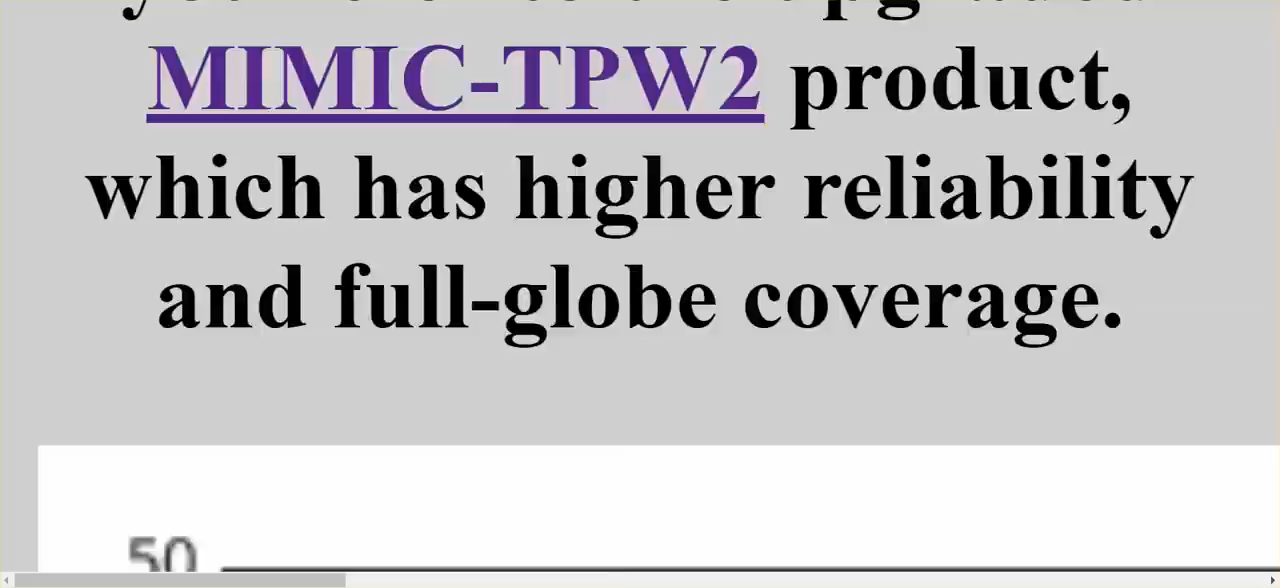 MIMIC-TPW2 product,
which has higher reliability
and full-globe coverage.
50